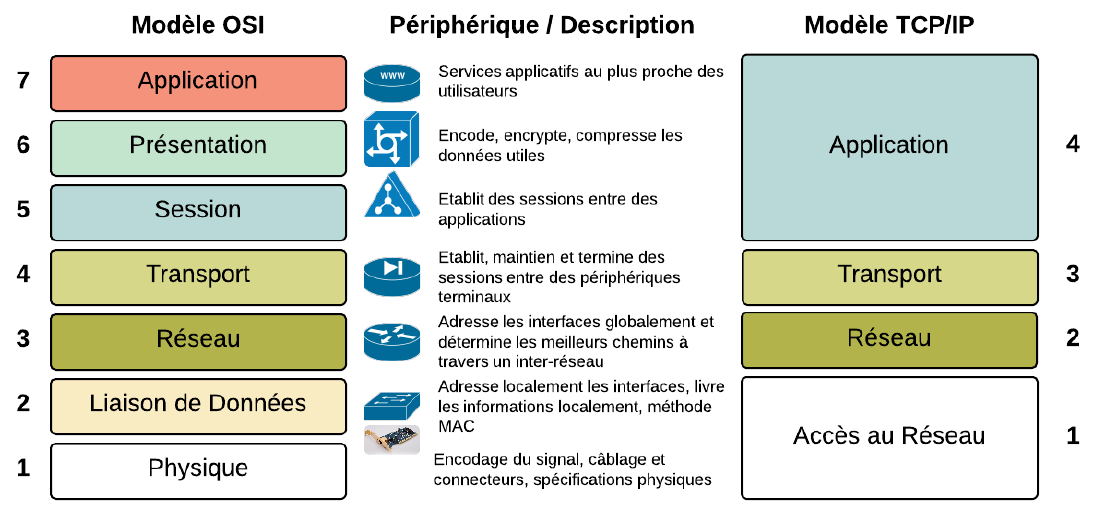 Modèle OSI
Périphérique / Description
Modèle TCP/IP
7
Application
WWW
Services applicatifs au plus proche des
utilisateurs
6
Présentation
Encode, encrypte, compresse les
données utiles
Application
4
5
Session
Etablit des sessions entre des
applications
4
Transport
Etablit, maintien et termine des
sessions entre des périphériques
terminaux
Transport
3
3
Réseau
Adresse les interfaces globalement et
détermine les meilleurs chemins à
travers un inter-réseau
Réseau
2
2
Liaison de Données
Adresse localement les interfaces, livre
les informations localement, méthode
MAC
Accès au Réseau
1
1
Physique
Encodage du signal, câblage et
connecteurs, spécifications physiques